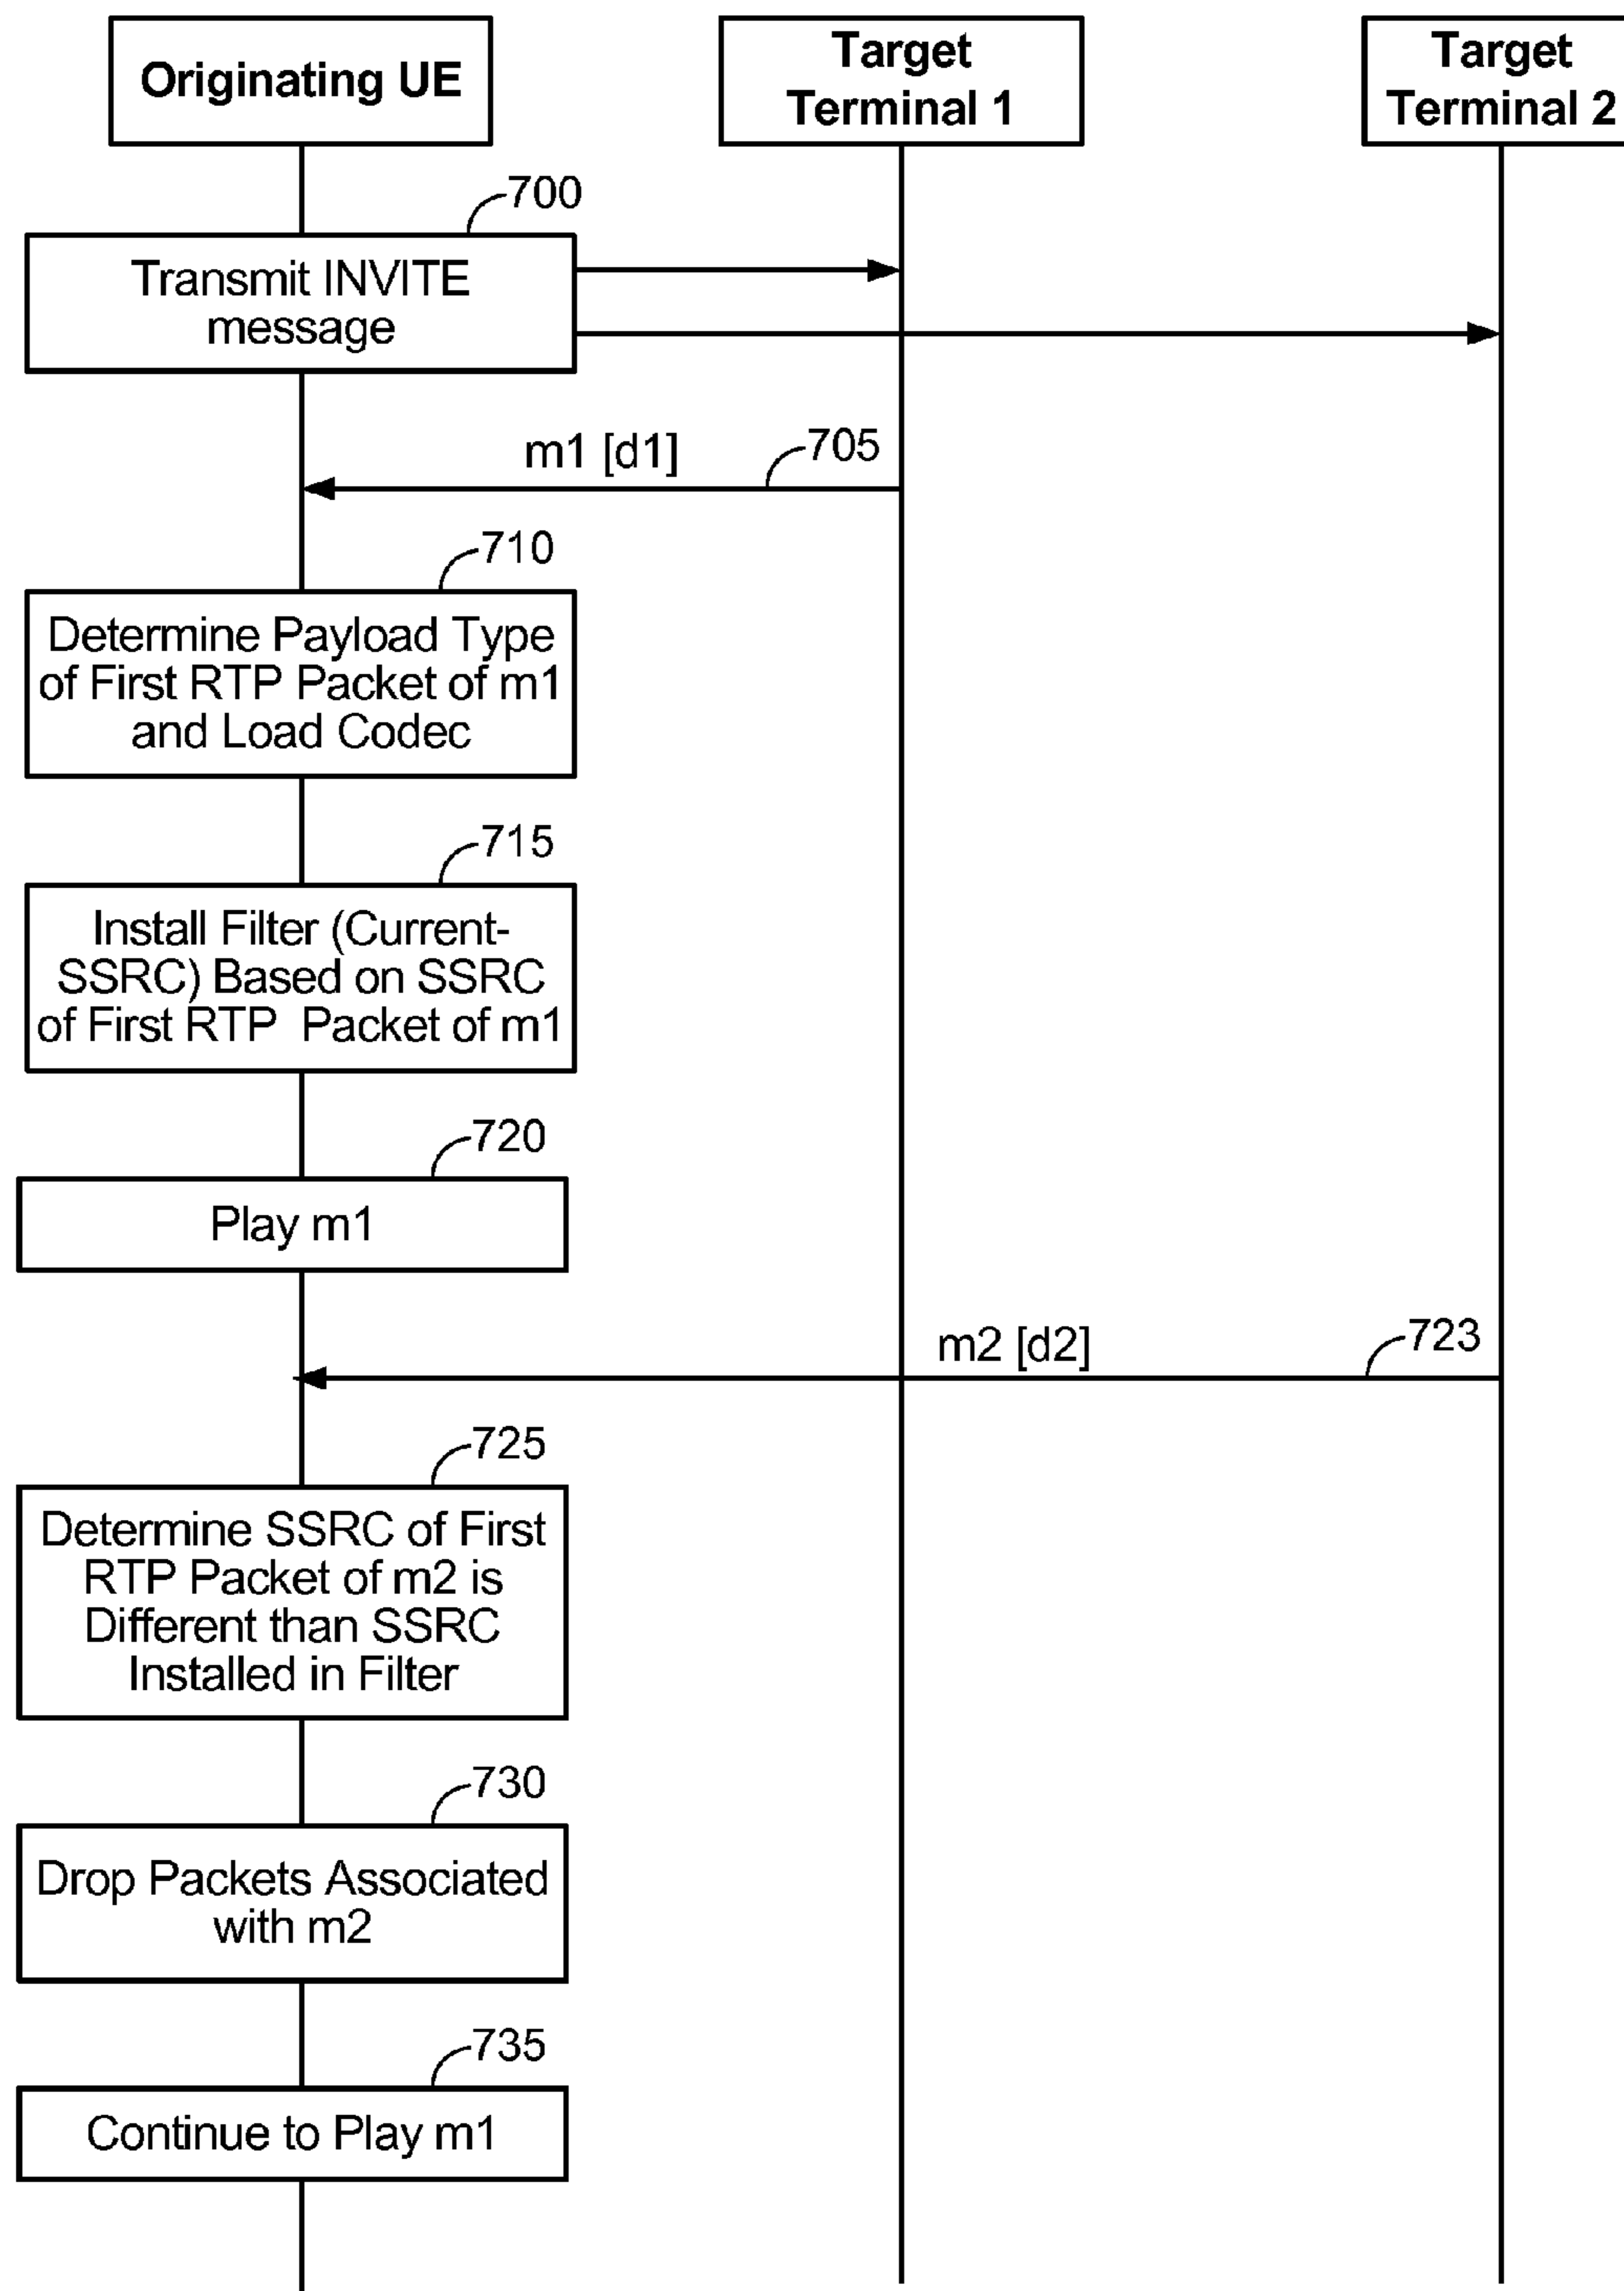 Originating UE
Target
Terminal 1
Target
Terminal 2
700
Transmit INVITE
message
m1 [d1]
705
710
Determine Payload Type
of First RTP Packet of m1
and Load Codec
715
Install Filter (Current-
SSRC) Based on SSRC
of First RTP Packet of m1
720
Play m1
m2 [d2]
723
725
Determine SSRC of First
RTP Packet of m2 is
Different than SSRC
Installed in Filter
730
Drop Packets Associated
with m2
735
Continue to Play m1